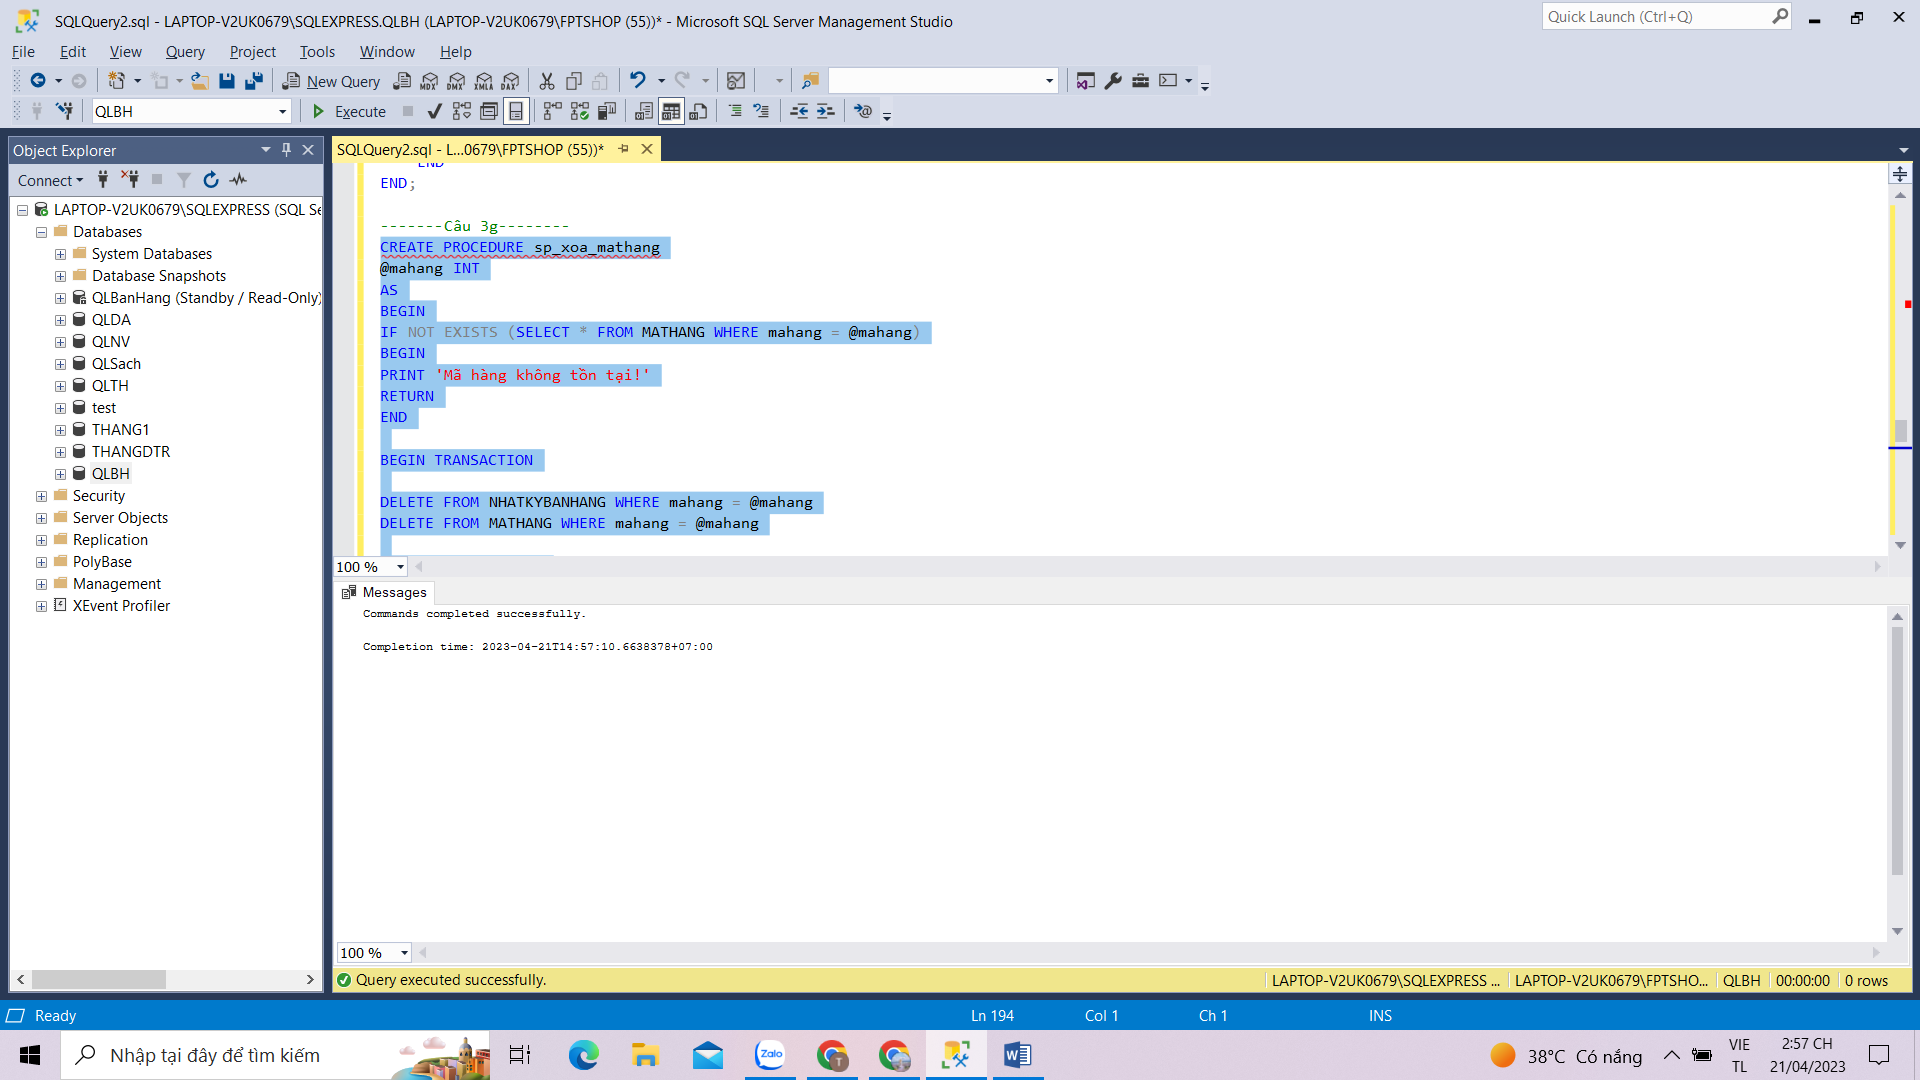 SQLQuery2.sql - LAPTOP-V2UK0679\SQLEXPRESS.QLBH (LAPTOP-V2UK0679\FPTSHOP (55))* - Microsoft SQL Server Management Studio
Quick Launch (Ctrl+Q)
File Edit View Query Project Tools Window Help
New Query MDX DMX XMLA DAX
QLBH Execute
Object Explorer
SQLQuery2.sql - L...0679\FPTSHOP (55))*
Connect
LAPTOP-V2UK0679\SQLEXPRESS (SQL Se
Databases
System Databases
Database Snapshots
QLBanHang (Standby / Read-Only)
QLDA
QLNV
QLSach
QLTH
test
THANG1
THANGDTR
QLBH
Security
Server Objects
Replication
PolyBase
Management
XEvent Profiler
END
END;
-------Câu 3g--------
CREATE PROCEDURE sp_xoa_mathang
@mahang INT
AS
BEGIN
IF NOT EXISTS (SELECT * FROM MATHANG WHERE mahang = @mahang)
BEGIN
PRINT 'Mã hàng không tồn tại!'
RETURN
END
BEGIN TRANSACTION
DELETE FROM NHATKYBANHANG WHERE mahang = @mahang
DELETE FROM MATHANG WHERE mahang = @mahang
100 %
Messages
Commands completed successfully.
Completion time: 2023-04-21T14:57:10.6638378+07:00
100 %
Query executed successfully.
LAPTOP-V2UK0679\SQLEXPRESS ... LAPTOP-V2UK0679\FPTSHO... QLBH 00:00:00 0 rows
Ready Ln 194 Col 1 Ch 1 INS
Nhập tại đây để tìm kiếm
Zalo
T
38°C Có nắng
VIE
TL
2:57 CH
21/04/2023